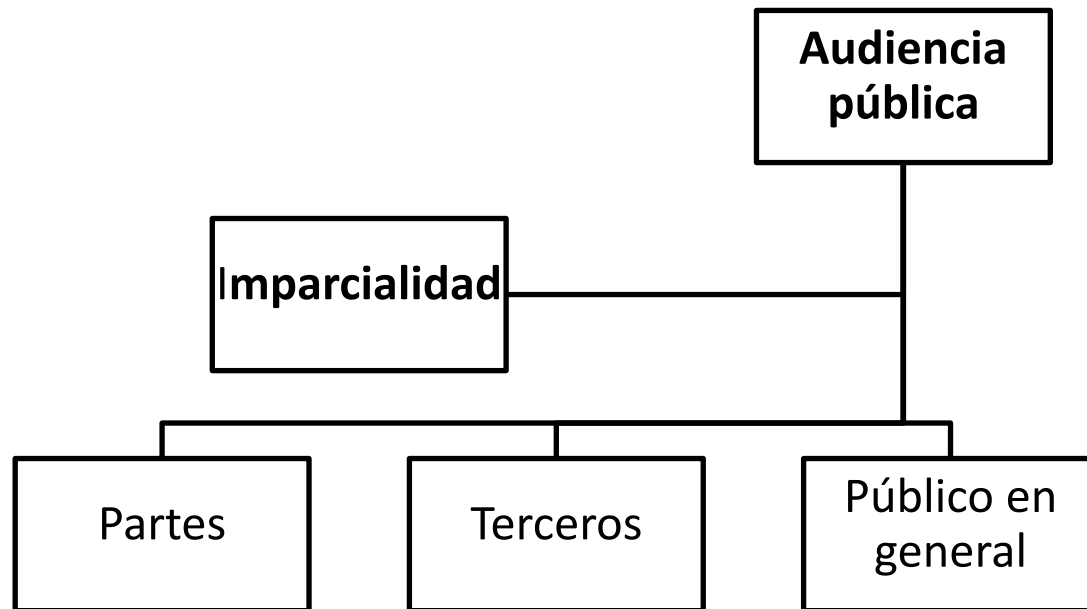 Audiencia
pública
Imparcialidad
Partes
Terceros
Público en
general